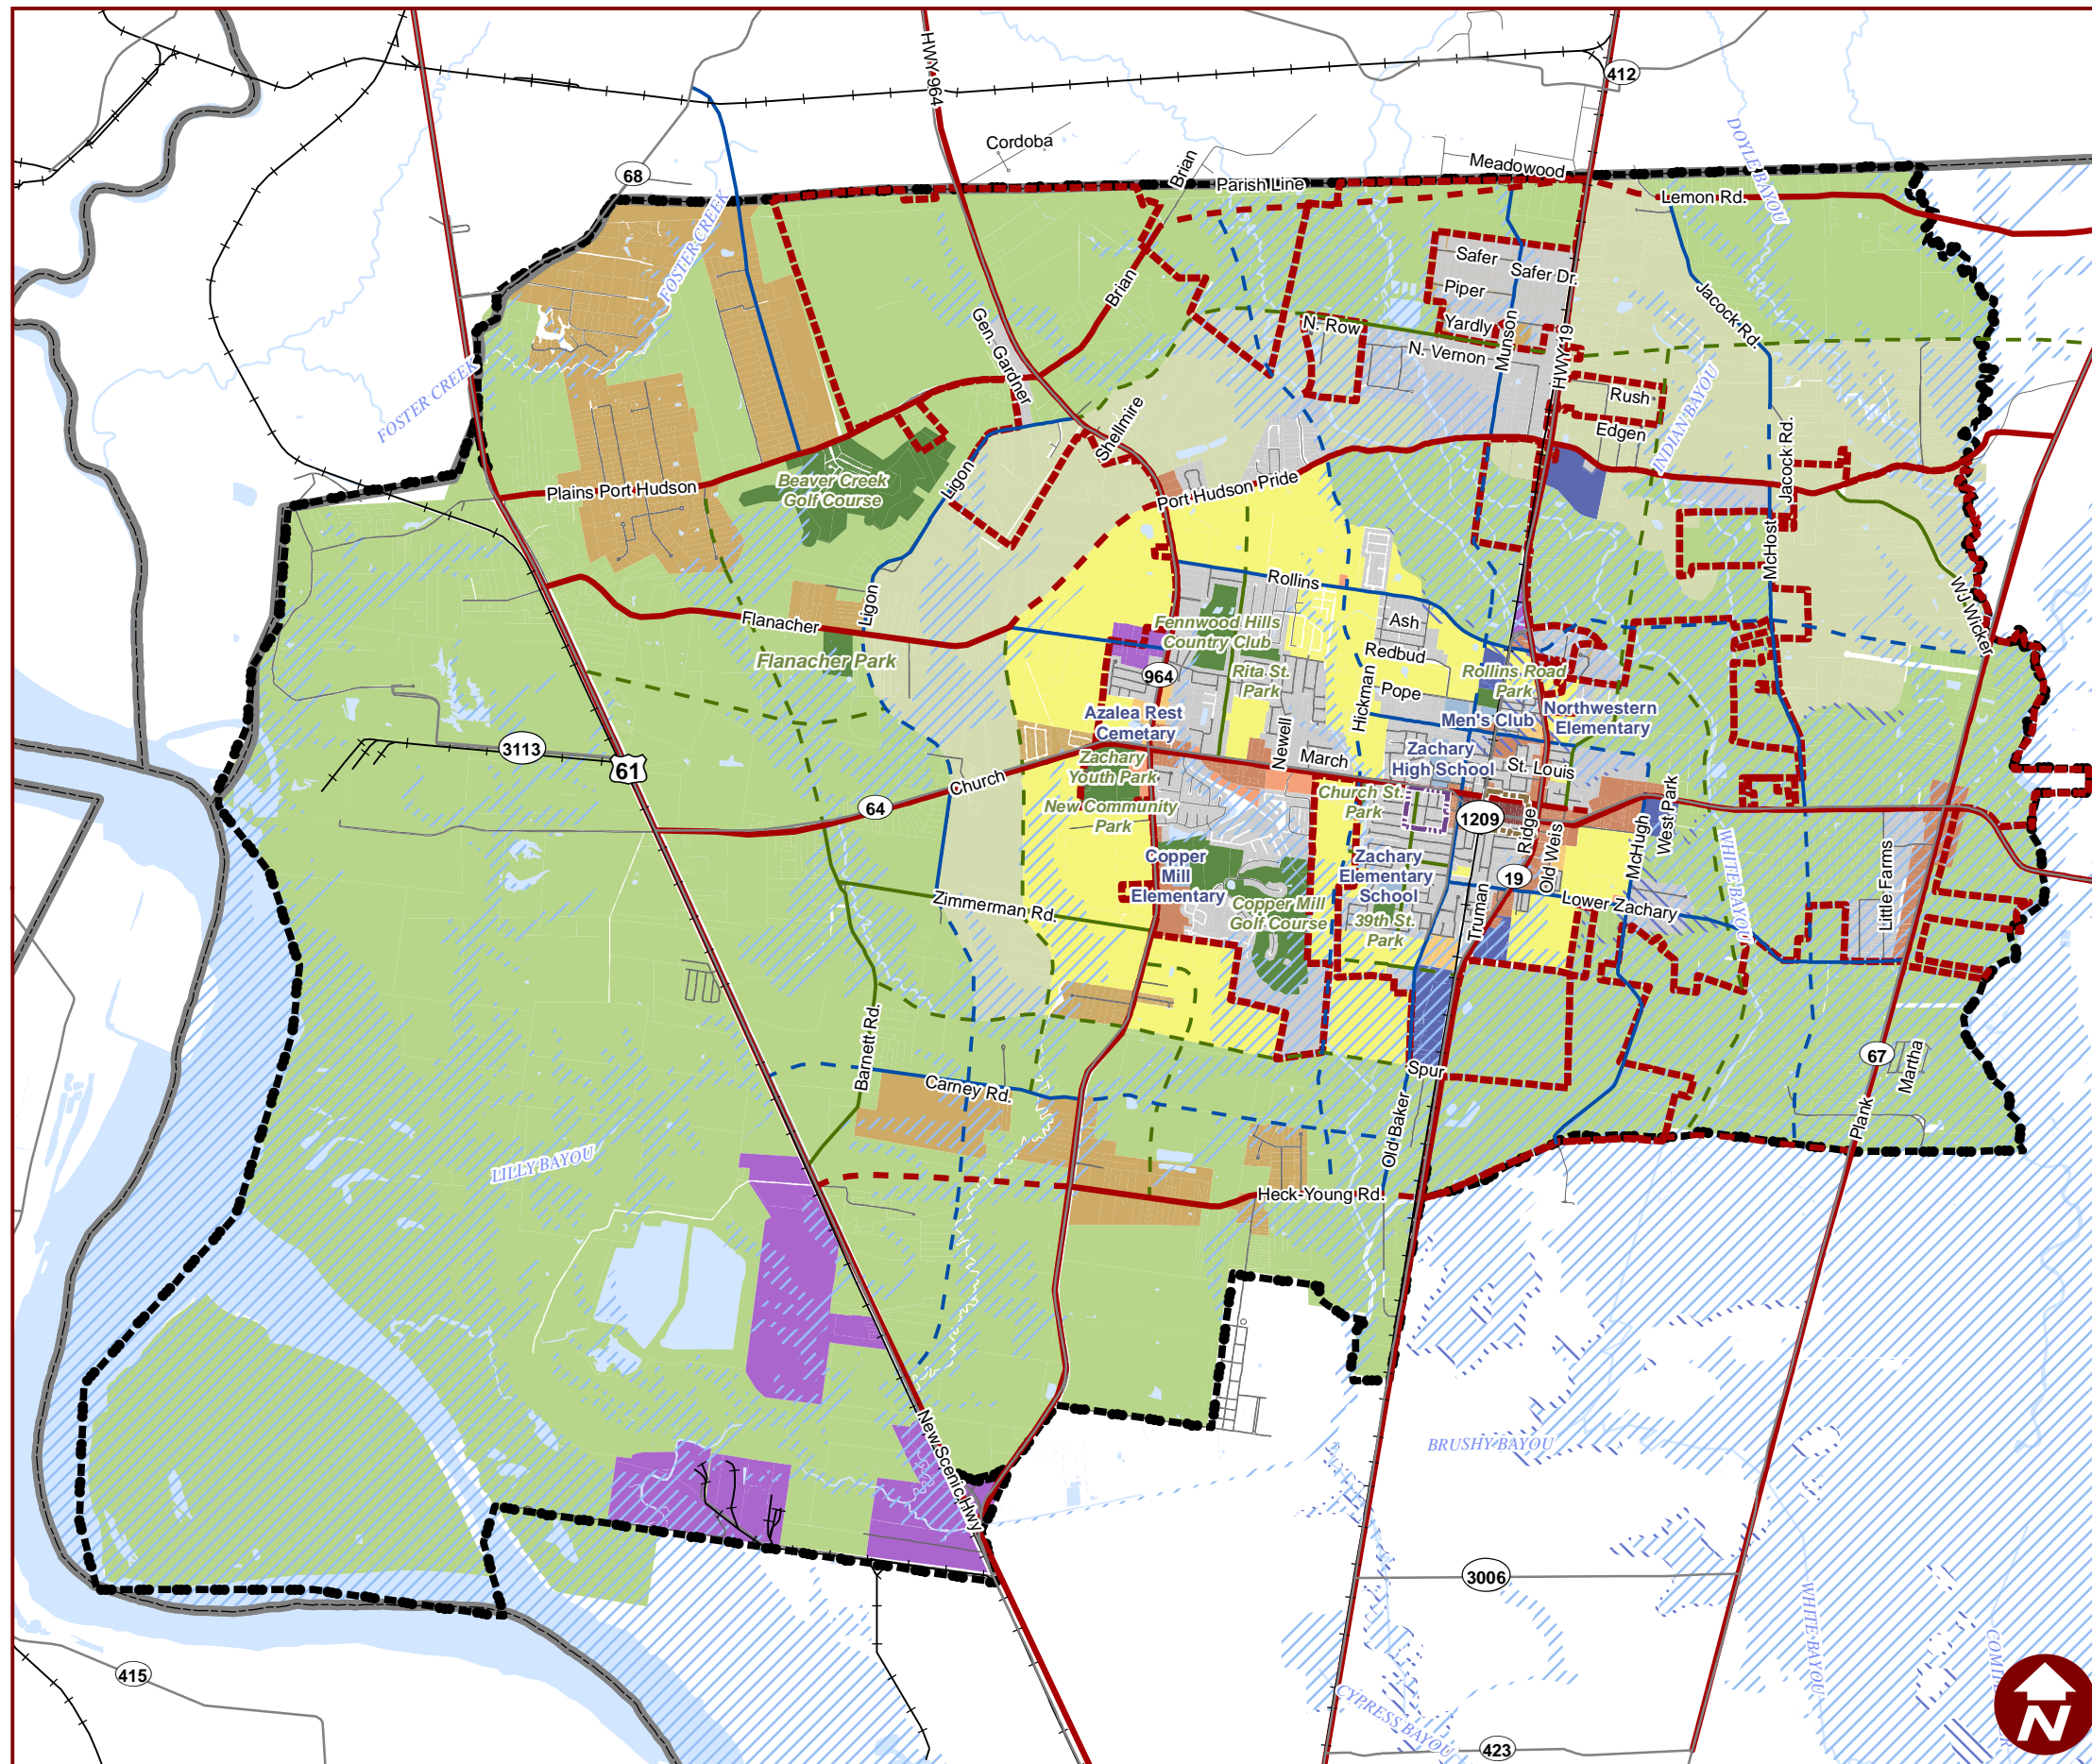 HWY 964
412
Cordoba
Brian
Meadowood
DOYLE BAYOU
68
Parish Line
Lemon Rd.
FOSTER CREEK
Safer
Safer Dr.
Brian
Piper
Jacock Rd.
Gen. Gardner
N. Row
Yardly
Munson
HWY 19
N. Vernon
FOSTER CREEK
Rush
INDIAN BAYOU
Shellmire
Edgen
Jacock Rd.
Ligon
Beaver Creek
Golf Course
Plains Port Hudson
Port Hudson Pride
McHost
Rollins
WJ Wicker
Ligon
Flanacher
Fennwood Hills
Country Club
Ash
Redbud
Flanacher Park
964
Rita St.
Park
Hickman
Pope
Rollins Road
Park
Azalea Rest
Cemetary
Men's Club
Northwestern
Elementary
Newell
3113
61
Zachary
Youth Park
March
Zachary
High School
St. Louis
Church
New Community
Park
Church St.
Park
64
1209
Ridge
Old Weis
McHugh
West Park
WHITE BAYOU
Copper
Mill
Elementary
Zachary
Elementary
School
19
Little Farms
Zimmerman Rd.
Copper Mill
Golf Course
39th St.
Park
Truman
Lower Zachary
Barnett Rd.
Spur
67
Martha
Carney Rd.
Old Baker
Plank
LILLY BAYOU
Heck Young Rd.
New Scenic Hwy
BRUSHY BAYOU
3006
WHITE BAYOU
415
CYPRESS BAYOU
423
N